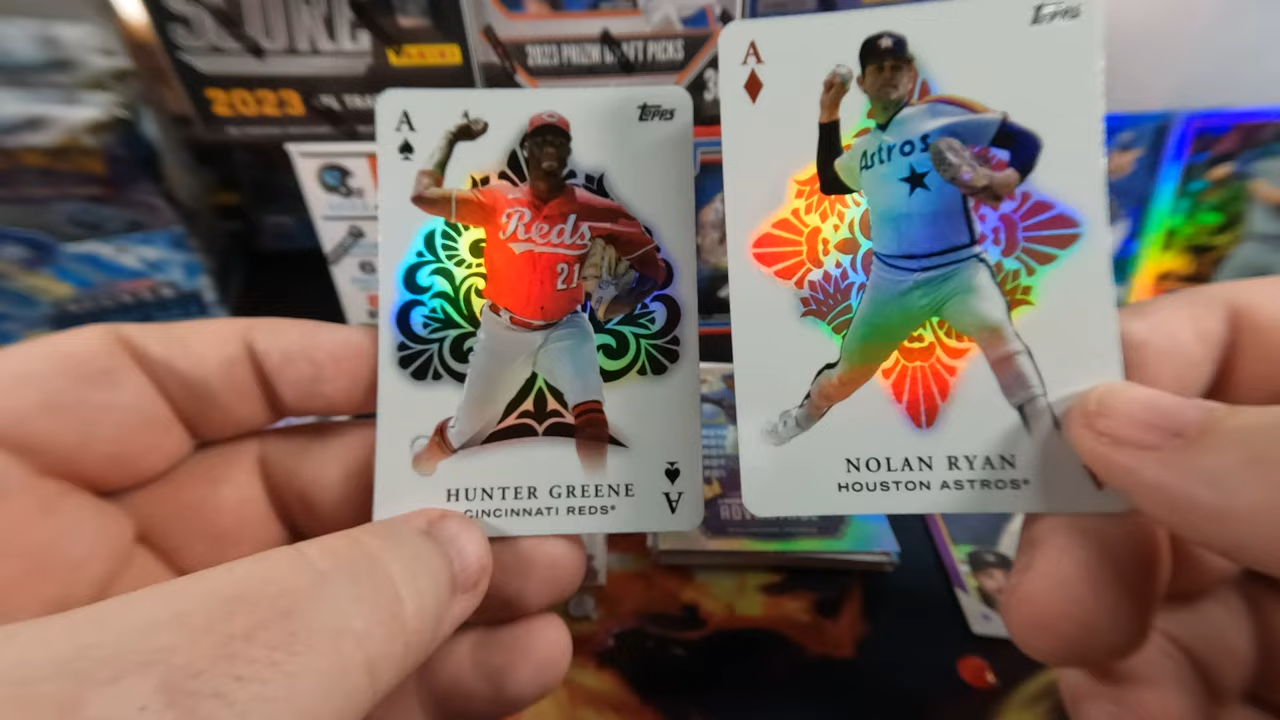 SCORE
PANINI
2023
2023 PRIZM DRAFT PICKS
A
TOPPS
Reds
21
HUNTER GREENE
CINCINNATI REDS®
A
A
TOPPS
Astros
NOLAN RYAN
HOUSTON ASTROS®